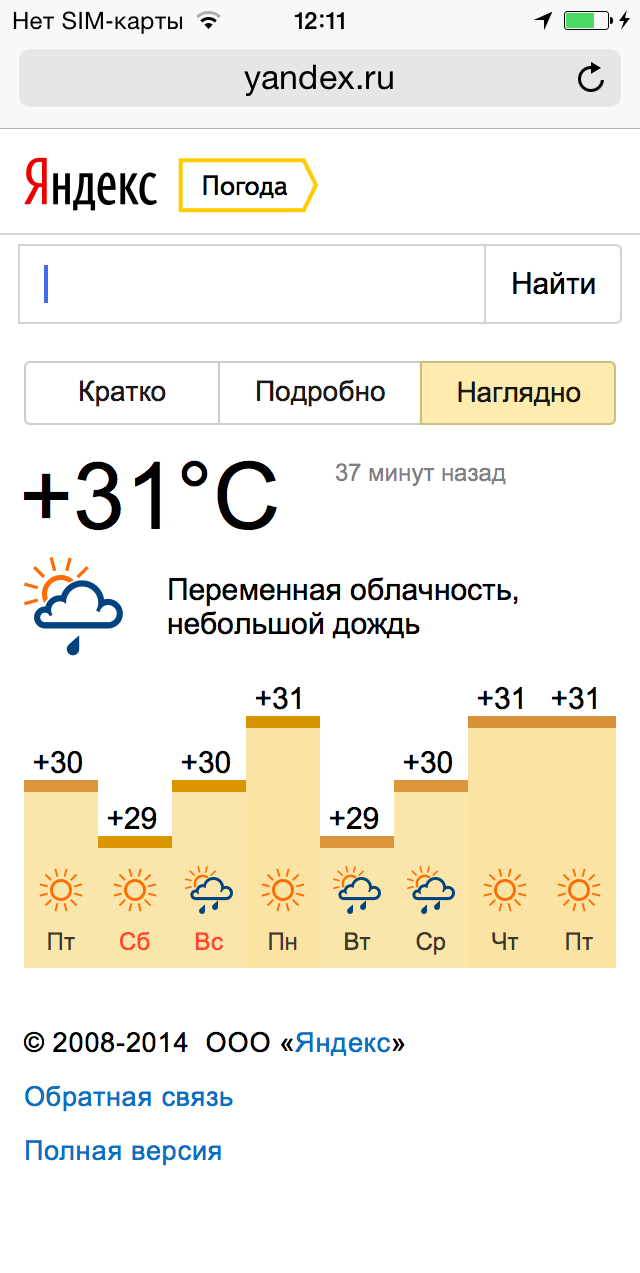 Нет SIM-карты 12:11
yandex.ru
Яндекс Погода
Найти
Кратко Подробно Наглядно
+31°C 37 минут назад
Переменная облачность,
небольшой дождь
+31 +31 +31
+30 +30 +30
+29 +29
Пт Сб Вс Пн Вт Ср Чт Пт
© 2008-2014 ООО «Яндекс»
Обратная связь
Полная версия